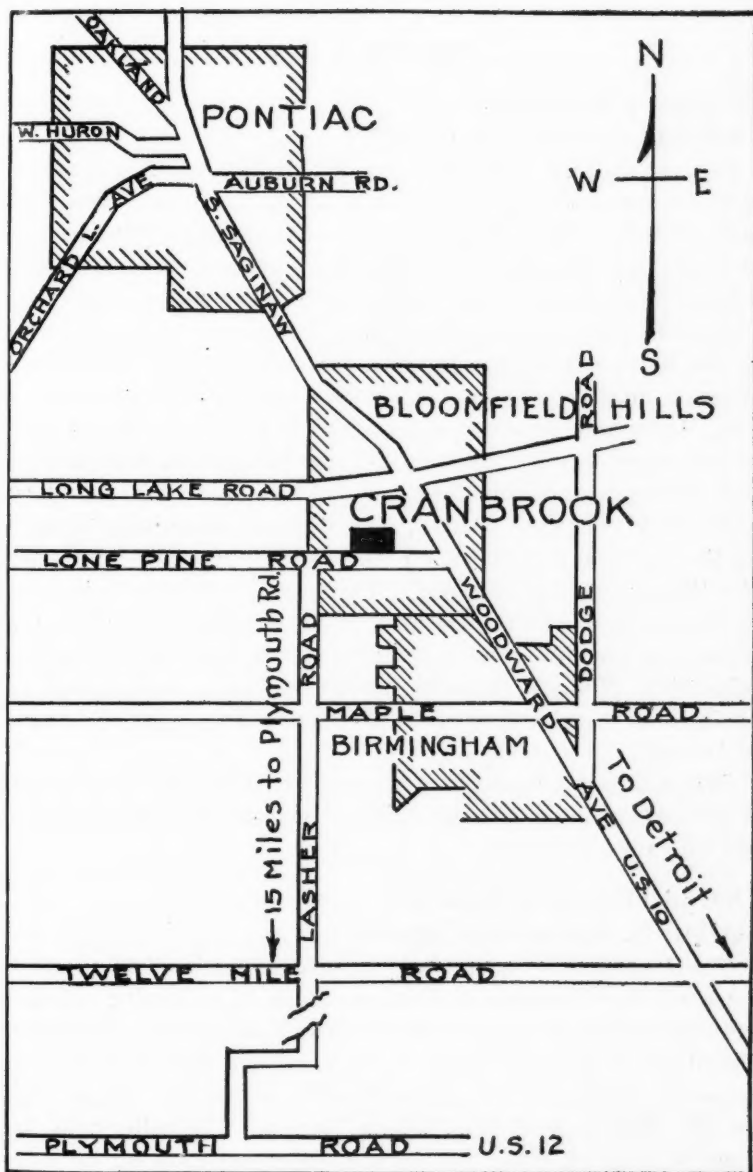 OAKLAND
N
PONTIAC
W. HURON
W E
AUBURN RD.
ORCHARD L. AVE
S. SAGINAW
S
BLOOMFIELD HILLS
DODGE ROAD
LONG LAKE ROAD
CRANBROOK
LONE PINE ROAD
WOODWARD AVE U.S. 10
15 Miles to Plymouth Rd.
LASHER ROAD
MAPLE ROAD
BIRMINGHAM
To Detroit
TWELVE MILE ROAD
PLYMOUTH ROAD U.S. 12